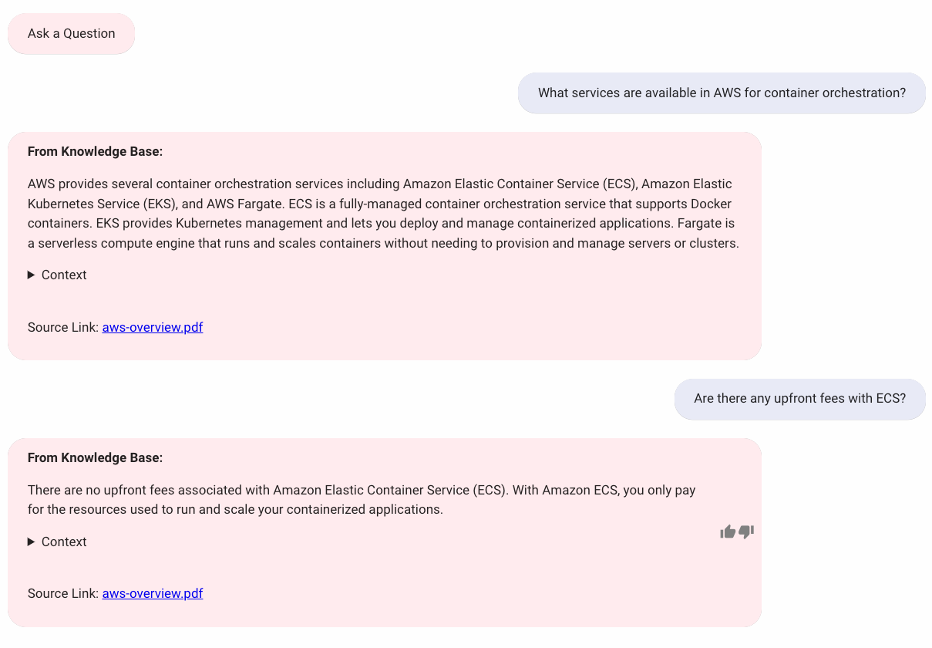 Ask a Question
What services are available in AWS for container orchestration?
From Knowledge Base:
AWS provides several container orchestration services including Amazon Elastic Container Service (ECS), Amazon Elastic
Kubernetes Service (EKS), and AWS Fargate. ECS is a fully-managed container orchestration service that supports Docker
containers. EKS provides Kubernetes management and lets you deploy and manage containerized applications. Fargate is
a serverless compute engine that runs and scales containers without needing to provision and manage servers or clusters.
Context
Source Link: aws-overview.pdf
Are there any upfront fees with ECS?
From Knowledge Base:
There are no upfront fees associated with Amazon Elastic Container Service (ECS). With Amazon ECS, you only pay
for the resources used to run and scale your containerized applications.
Context
Source Link: aws-overview.pdf